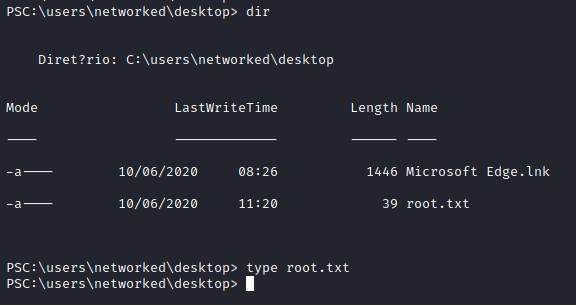 PSC:\users\networked\desktop> dir
Diret?rio: C:\users\networked\desktop
Mode LastWriteTime Length Name
---- ------------- ------ ----
-a---- 10/06/2020 08:26 1446 Microsoft Edge.lnk
-a---- 10/06/2020 11:20 39 root.txt
PSC:\users\networked\desktop> type root.txt
PSC:\users\networked\desktop>